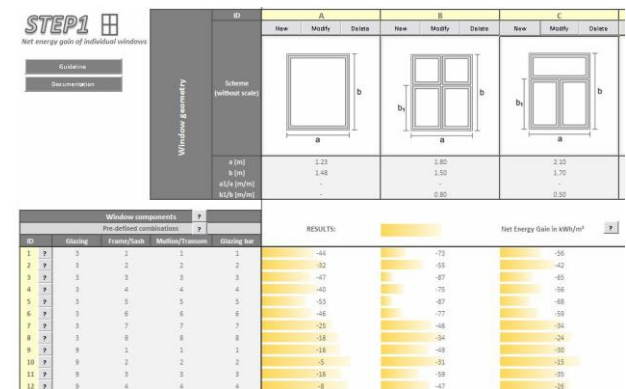 STEP1
Net energy gain of individual windows
Guideline
Documentation
Window geometry
ID A B C
New Modify Delete New Modify Delete New Modify Delete
Scheme
(without scale)
b a
b b₁ a
b b₁ a
a [m] 1.23 1.80 2.10
b [m] 1.48 1.50 1.70
a1/a [m/m] - - -
b1/b [m/m] - 0.80 0.50
Window components ?
Pre-defined combinations ?
RESULTS: Net Energy Gain in kWh/m² ?
ID Glazing Frame/Sash Mullion/Transom Glazing bar
1 ? 3 1 1 1 -44 -73 -56
2 ? 3 2 2 2 -32 -55 -42
3 ? 3 3 3 3 -47 -87 -65
4 ? 3 4 4 4 -40 -75 -56
5 ? 3 5 5 5 -53 -87 -68
6 ? 3 6 6 6 -46 -77 -59
7 ? 3 7 7 7 -25 -46 -34
8 ? 3 8 8 8 -18 -34 -24
9 ? 9 1 1 1 -16 -49 -30
10 ? 9 2 2 2 -5 -31 -15
11 ? 9 3 3 3 -16 -59 -35
12 ? 9 4 4 4 -8 -47 -26